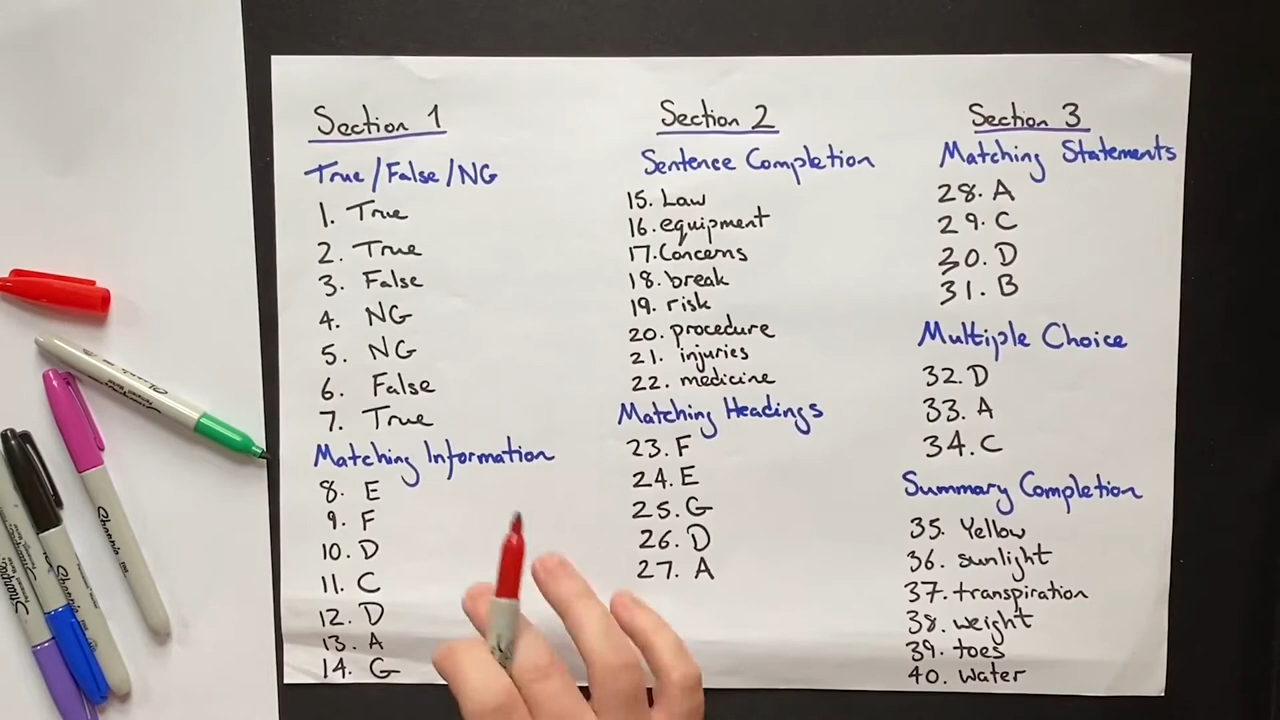 Section 1
True/False/NG
1. True
2. True
3. False
4. NG
5. NG
6. False
7. True
Matching Information
8. E
9. F
10. D
11. C
12. D
13. A
14. G
Section 2
Sentence Completion
15. Law
16. equipment
17. Concerns
18. break
19. risk
20. procedure
21. injuries
22. medicine
Matching Headings
23. F
24. E
25. G
26. D
27. A
Section 3
Matching Statements
28. A
29. C
30. D
31. B
Multiple Choice
32. D
33. A
34. C
Summary Completion
35. Yellow
36. sunlight
37. transpiration
38. weight
39. toes
40. water
Sharpie
Sharpie